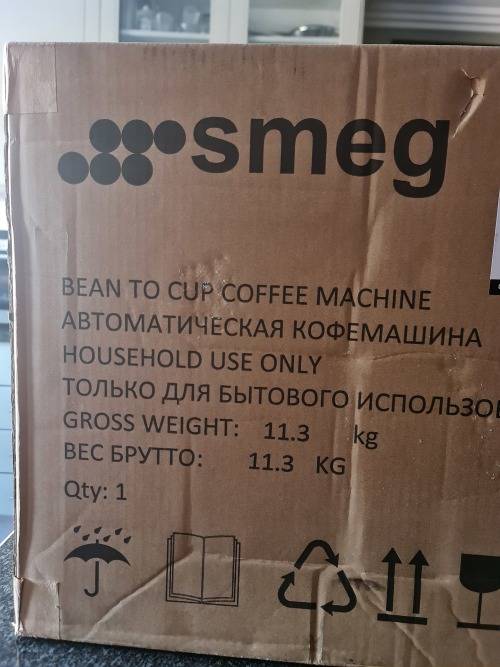 smeg
BEAN TO CUP COFFEE MACHINE
АВТОМАТИЧЕСКАЯ КОФЕМАШИНА
HOUSEHOLD USE ONLY
ТОЛЬКО ДЛЯ БЫТОВОГО
GROSS WEIGHT: 11.3 kg
ВЕС БРУТТО: 11.3 KG
Qty: 1